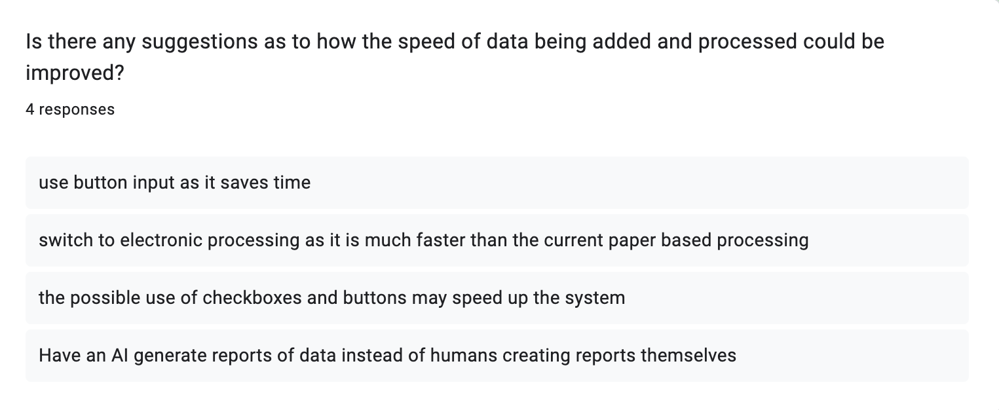 Is there any suggestions as to how the speed of data being added and processed could be
improved?
4 responses
use button input as it saves time
switch to electronic processing as it is much faster than the current paper based processing
the possible use of checkboxes and buttons may speed up the system
Have an AI generate reports of data instead of humans creating reports themselves